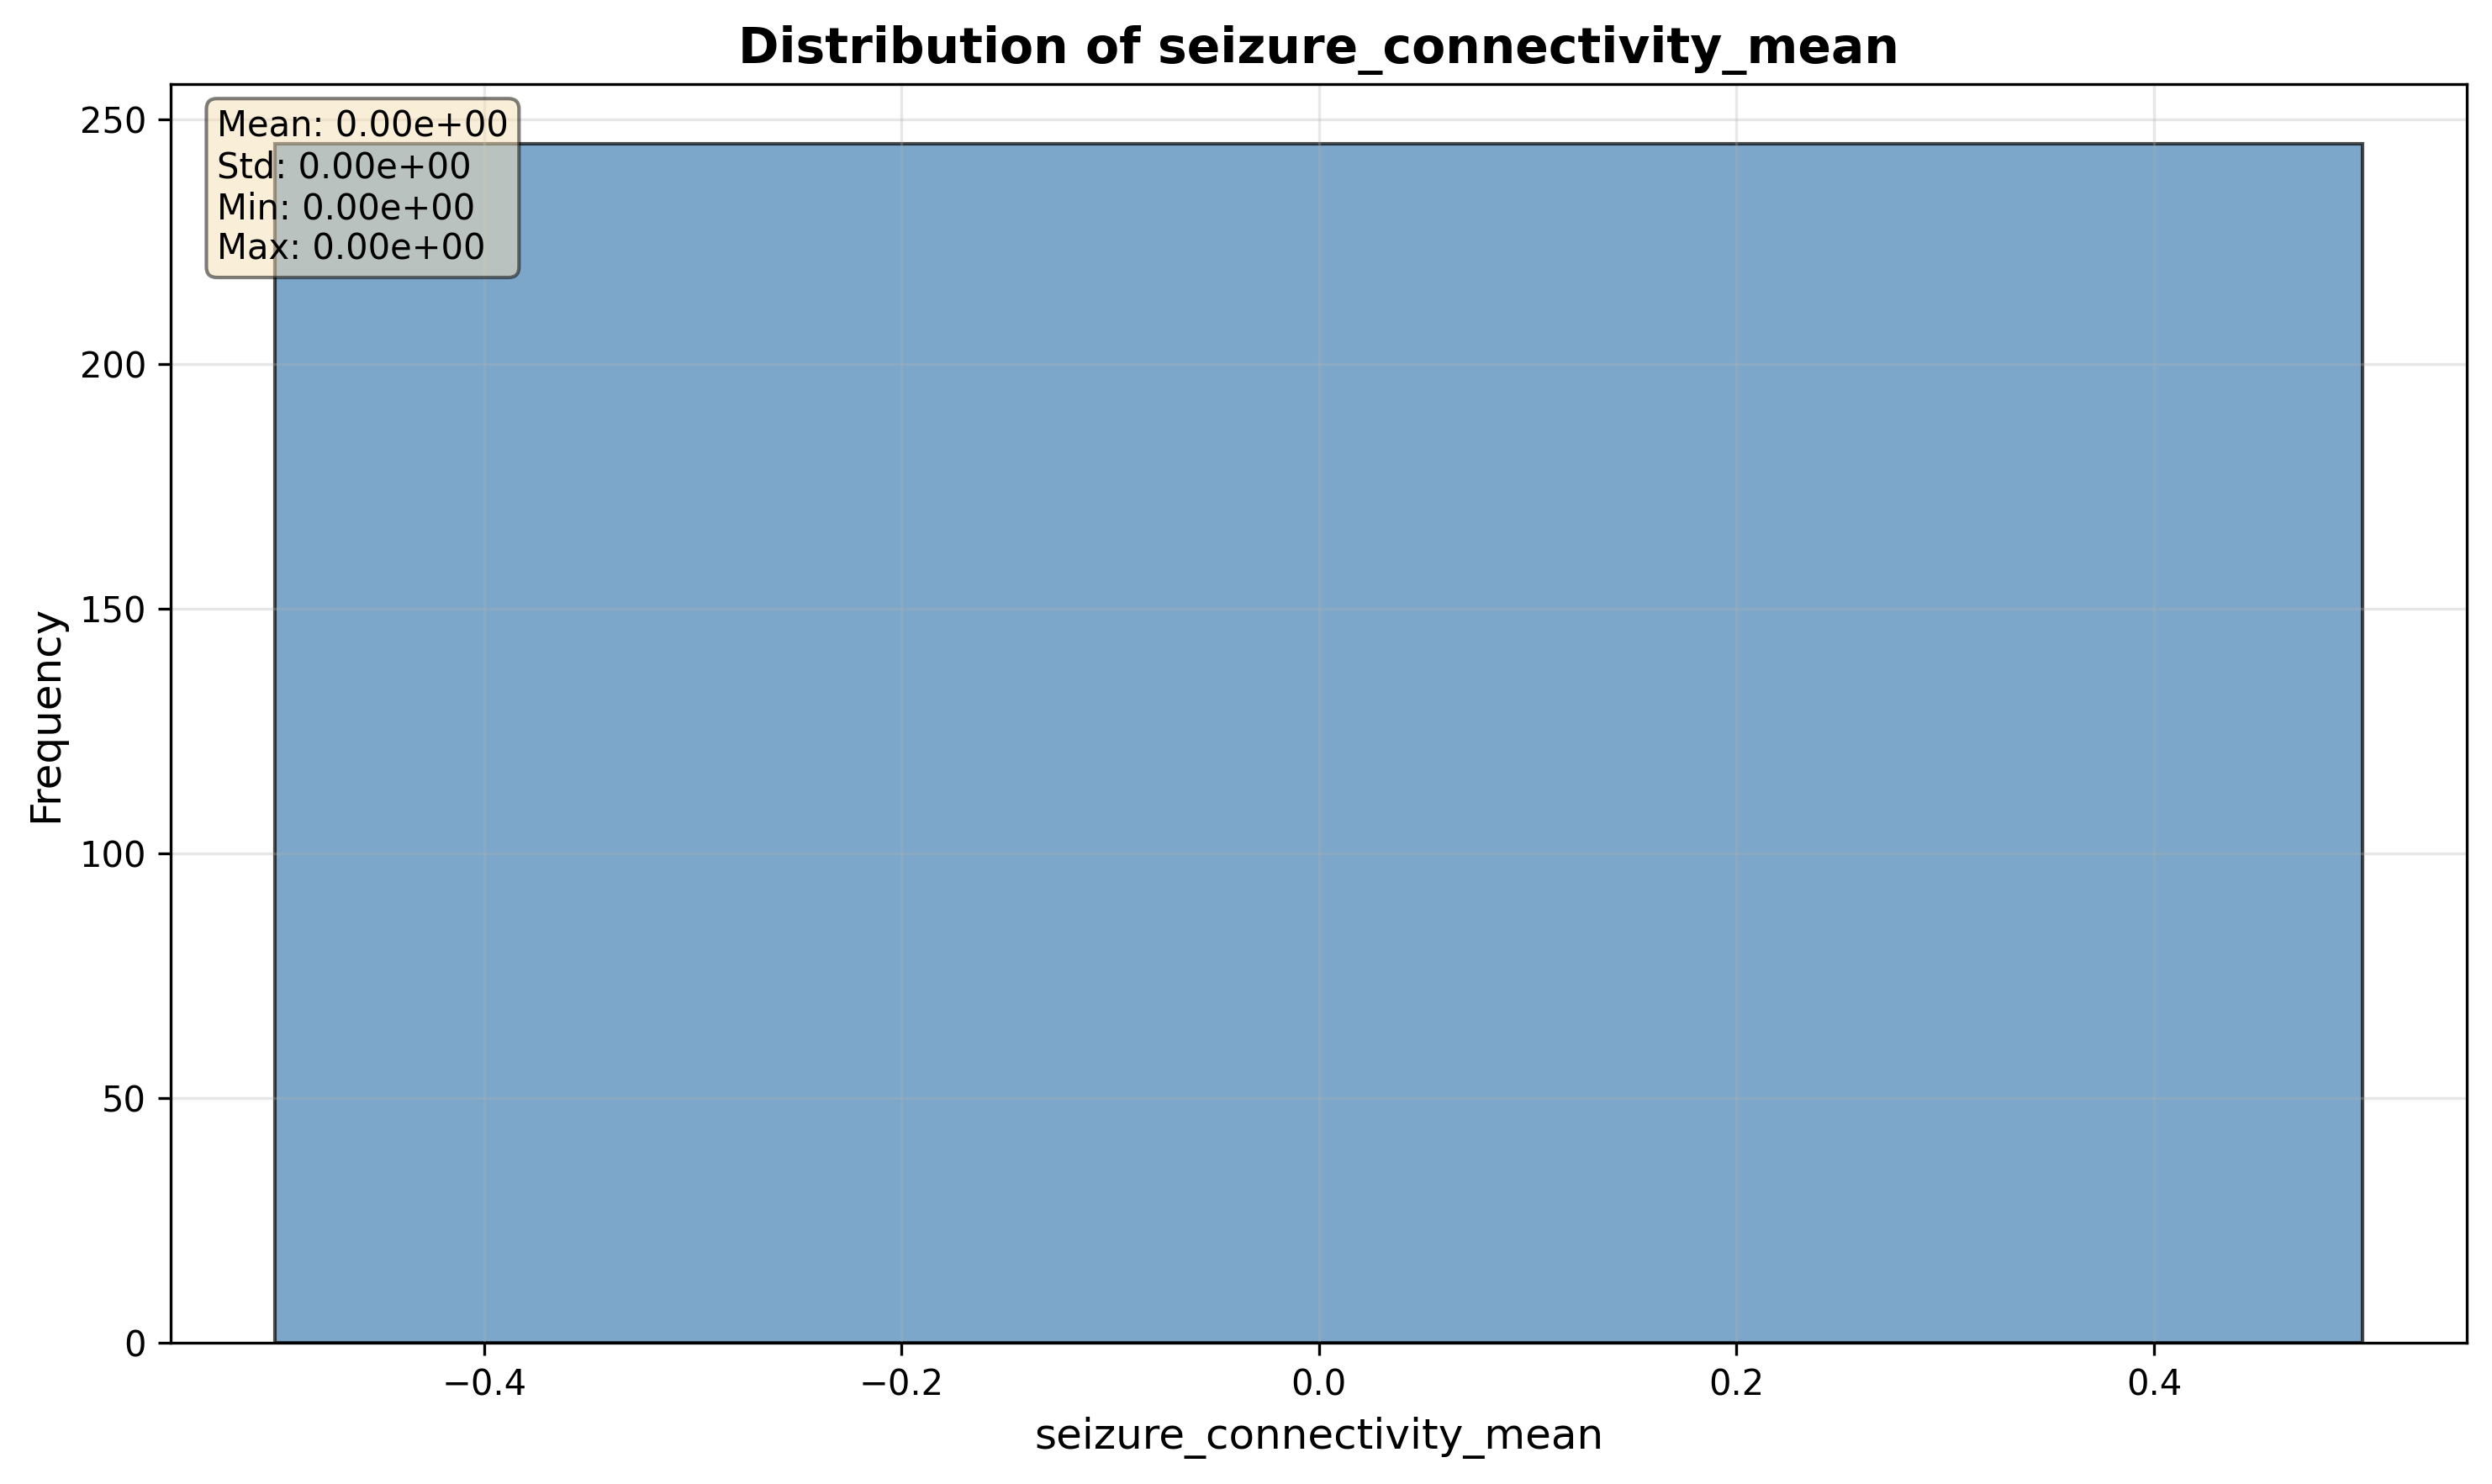 Distribution of seizure_connectivity_mean
Mean: 0.00e+00
Std: 0.00e+00
Min: 0.00e+00
Max: 0.00e+00
250
200
150
100
50
0
Frequency
−0.4 −0.2 0.0 0.2 0.4
seizure_connectivity_mean